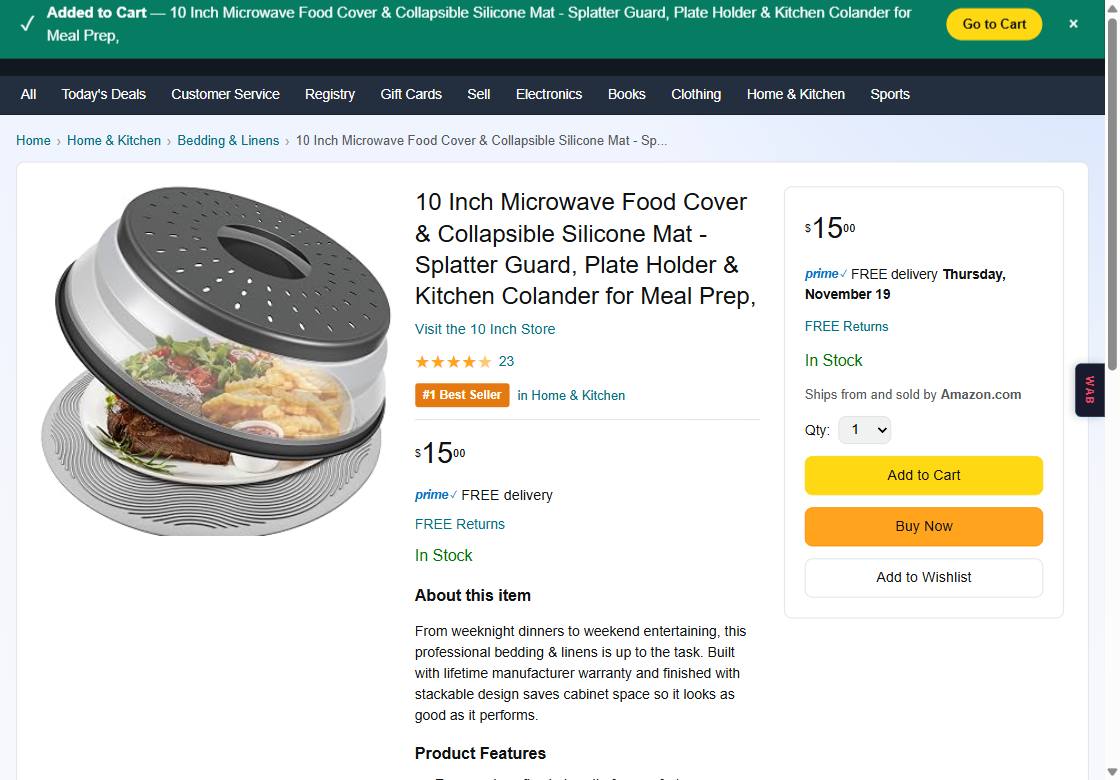 ✓ Added to Cart — 10 Inch Microwave Food Cover & Collapsible Silicone Mat - Splatter Guard, Plate Holder & Kitchen Colander for
Meal Prep,
Go to Cart ×
All Today's Deals Customer Service Registry Gift Cards Sell Electronics Books Clothing Home & Kitchen Sports
Home › Home & Kitchen › Bedding & Linens › 10 Inch Microwave Food Cover & Collapsible Silicone Mat - Sp...
10 Inch Microwave Food Cover
& Collapsible Silicone Mat -
Splatter Guard, Plate Holder &
Kitchen Colander for Meal Prep,
Visit the 10 Inch Store
★★★★★ 23
#1 Best Seller in Home & Kitchen
$1500
prime✓ FREE delivery
FREE Returns
In Stock
About this item
From weeknight dinners to weekend entertaining, this
professional bedding & linens is up to the task. Built
with lifetime manufacturer warranty and finished with
stackable design saves cabinet space so it looks as
good as it performs.
Product Features
$1500
prime✓ FREE delivery Thursday,
November 19
FREE Returns
In Stock
Ships from and sold by Amazon.com
Qty: 1
Add to Cart
Buy Now
Add to Wishlist
WAB